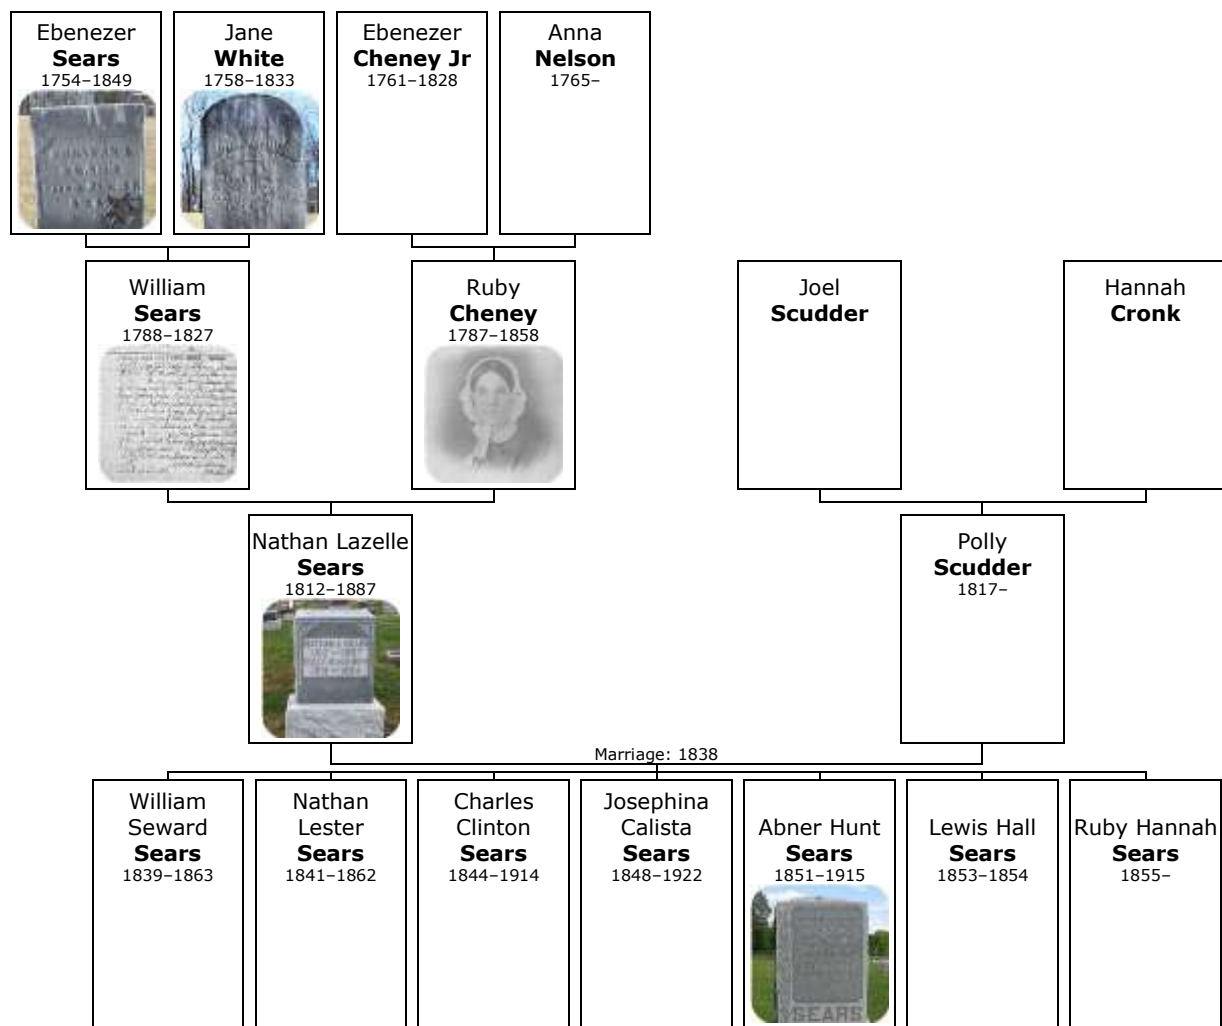 Ebenezer
Sears
1754–1849
Jane
White
1758–1833
Ebenezer
Cheney Jr
1761–1828
Anna
Nelson
1765–
William
Sears
1788–1827
Ruby
Cheney
1787–1858
Joel
Scudder
Hannah
Cronk
Nathan Lazelle
Sears
1812–1887
Polly
Scudder
1817–
Marriage: 1838
William
Seward
Sears
1839–1863
Nathan
Lester
Sears
1841–1862
Charles
Clinton
Sears
1844–1914
Josephina
Calista
Sears
1848–1922
Abner Hunt
Sears
1851–1915
SEARS
Lewis Hall
Sears
1853–1854
Ruby Hannah
Sears
1855–